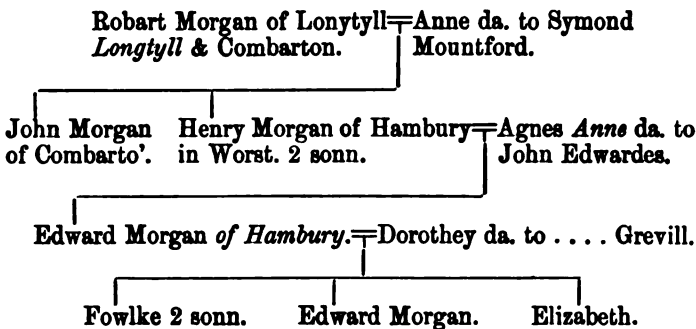 Robart Morgan of Lonytyll=Anne da. to Symond
Longtyll & Combarton. Mountford.
John Morgan Henry Morgan of Hambury=Agnes Anne da. to
of Combarto'. in Worst. 2 sonn. John Edwardes.
Edward Morgan of Hambury.=Dorothey da. to .... Grevill.
Fowlke 2 sonn. Edward Morgan. Elizabeth.